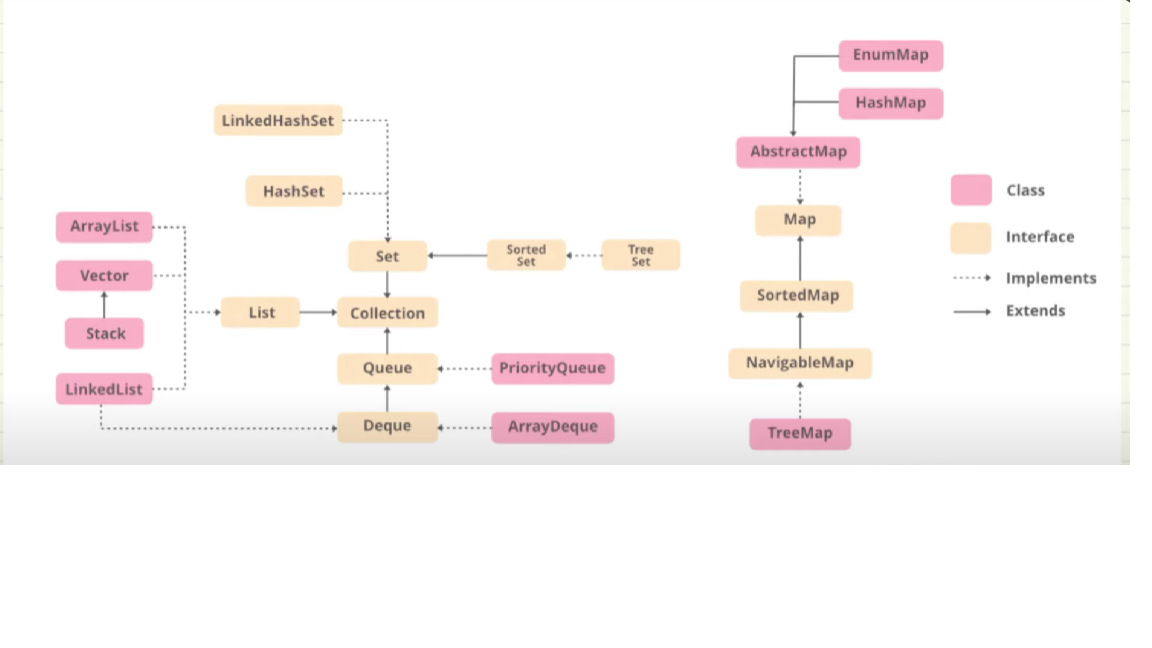 EnumMap
HashMap
LinkedHashSet
AbstractMap
HashSet
Class
Map
ArrayList
Interface
Set
Sorted
Set
Tree
Set
Vector
Implements
SortedMap
List
Collection
Extends
Stack
NavigableMap
Queue
PriorityQueue
LinkedList
Deque
ArrayDeque
TreeMap